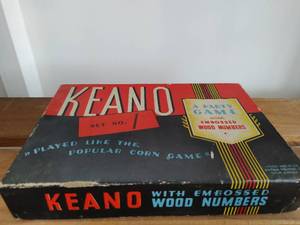 KEANO
SET NO. 1
A PARTY
GAME
WITH
EMBOSSED
WOOD NUMBERS
"PLAYED LIKE THE
POPULAR CORN GAME"
KEANO WITH EMBOSSED
WOOD NUMBERS